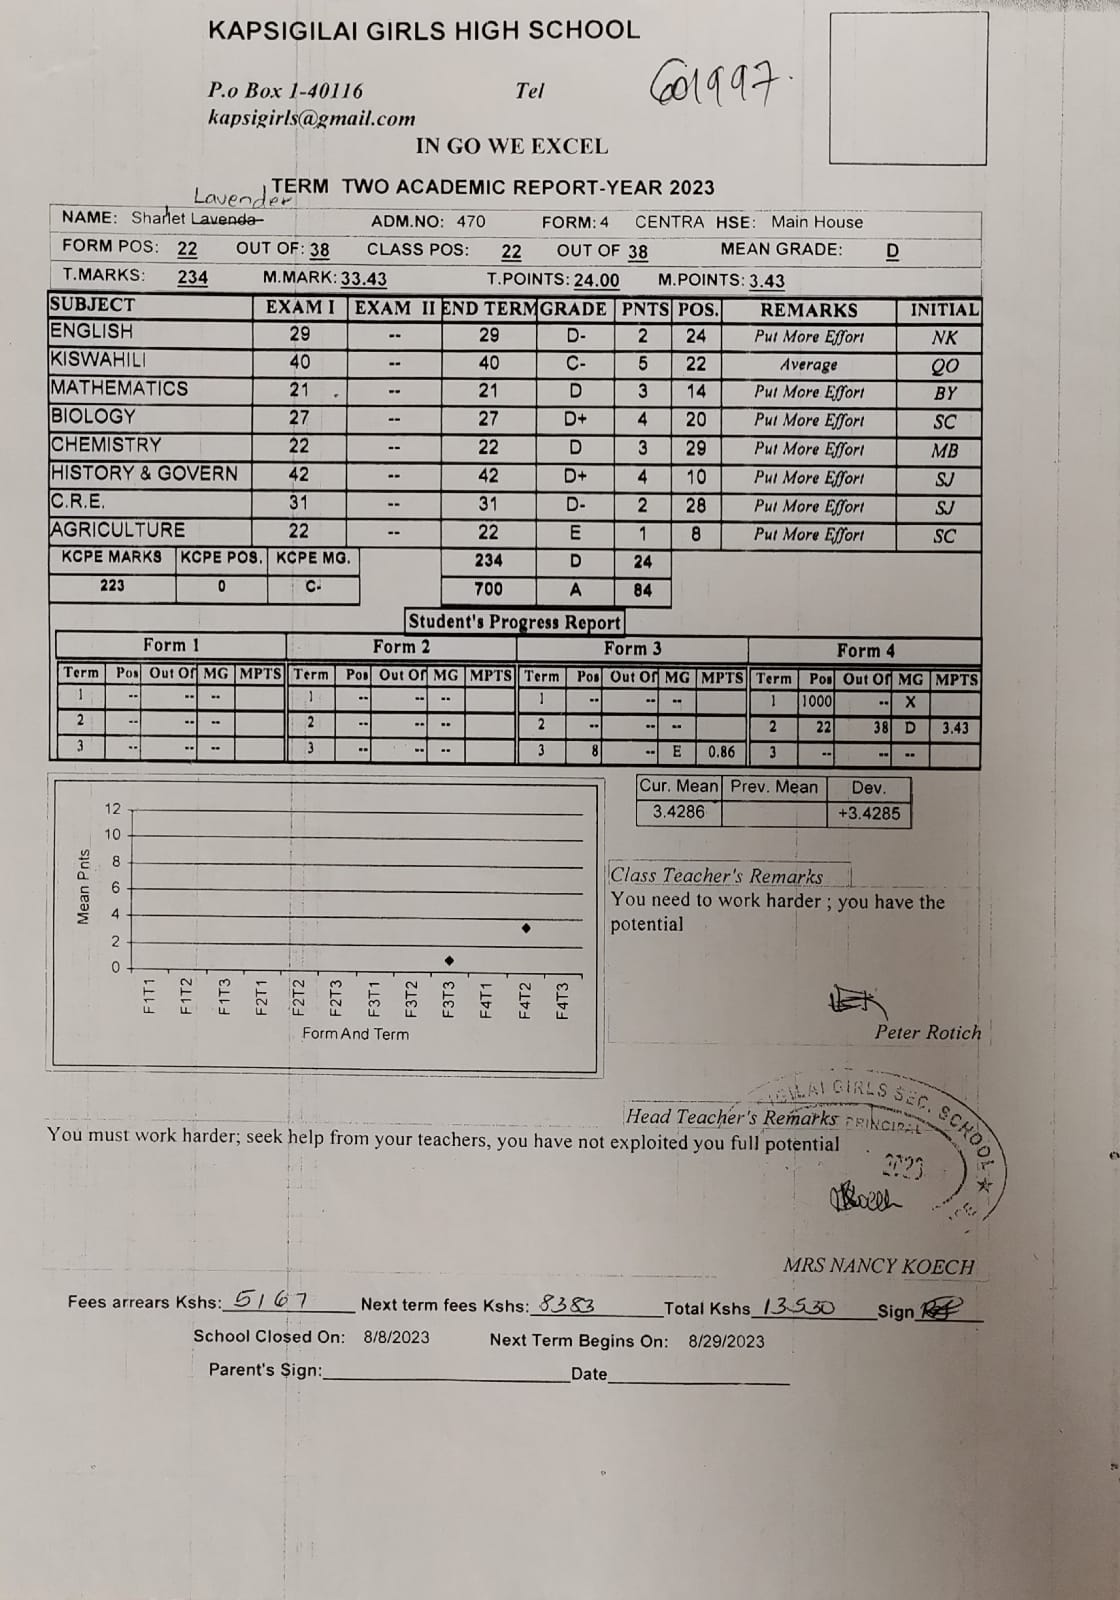 KAPSIGILAI GIRLS HIGH SCHOOL
P.o Box 1-40116 Tel 601997.
kapsigirls@gmail.com
IN GO WE EXCEL
TERM TWO ACADEMIC REPORT-YEAR 2023
Lavender
NAME: Sharlet Lavenda ADM.NO: 470 FORM: 4 CENTRA HSE: Main House
FORM POS: 22 OUT OF: 38 CLASS POS: 22 OUT OF 38 MEAN GRADE: D
T.MARKS: 234 M.MARK: 33.43 T.POINTS: 24.00 M.POINTS: 3.43
SUBJECT EXAM I EXAM II END TERM GRADE PNTS POS. REMARKS INITIAL
ENGLISH 29 -- 29 D- 2 24 Put More Effort NK
KISWAHILI 40 -- 40 C- 5 22 Average QO
MATHEMATICS 21 -- 21 D 3 14 Put More Effort BY
BIOLOGY 27 -- 27 D+ 4 20 Put More Effort SC
CHEMISTRY 22 -- 22 D 3 29 Put More Effort MB
HISTORY & GOVERN 42 -- 42 D+ 4 10 Put More Effort SJ
C.R.E. 31 -- 31 D- 2 28 Put More Effort SJ
AGRICULTURE 22 -- 22 E 1 8 Put More Effort SC
KCPE MARKS KCPE POS. KCPE MG. 234 D 24
223 0 C- 700 A 84
Student's Progress Report
Form 1 Form 2 Form 3 Form 4
Term Pos Out Of MG MPTS Term Pos Out Of MG MPTS Term Pos Out Of MG MPTS Term Pos Out Of MG MPTS
1 -- -- -- 1 -- -- -- 1 -- -- -- 1 1000 -- X
2 -- -- -- 2 -- -- -- 2 -- -- -- 2 22 38 D 3.43
3 -- -- -- 3 -- -- -- 3 8 -- E 0.86 3 -- -- --
Cur. Mean Prev. Mean Dev.
3.4286 +3.4285
12
10
8
6
4
2
0
Mean Pnts
F1T1 F1T2 F1T3 F2T1 F2T2 F2T3 F3T1 F3T2 F3T3 F4T1 F4T2 F4T3
Form And Term
Class Teacher's Remarks
You need to work harder ; you have the
potential
Peter Rotich
GILAI GIRLS SEC. SCHOOL ★
PRINCIPAL
2023
Head Teacher's Remarks
You must work harder; seek help from your teachers, you have not exploited you full potential
MRS NANCY KOECH
Fees arrears Kshs: 5167 Next term fees Kshs: 8383 Total Kshs 13530 Sign
School Closed On: 8/8/2023 Next Term Begins On: 8/29/2023
Parent's Sign: Date